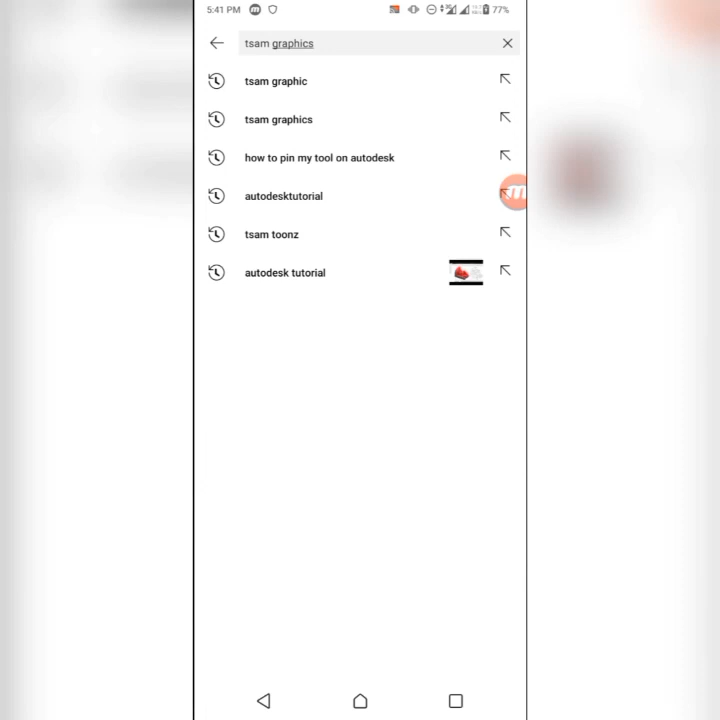 5:41 PM
77%
tsam graphics
tsam graphic
tsam graphics
how to pin my tool on autodesk
autodesktutorial
tsam toonz
autodesk tutorial